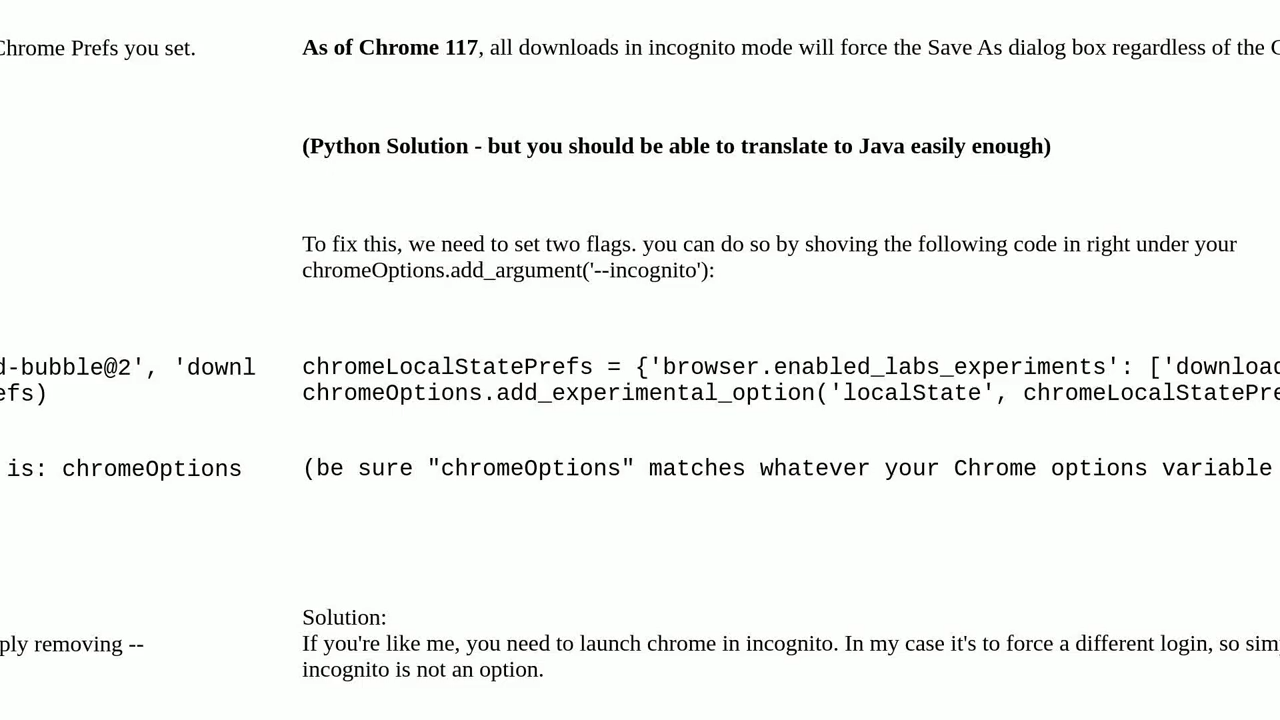 Chrome Prefs you set.
d-bubble@2', 'downl
efs)
is: chromeOptions
ply removing --
As of Chrome 117, all downloads in incognito mode will force the Save As dialog box regardless of the C
(Python Solution - but you should be able to translate to Java easily enough)
To fix this, we need to set two flags. you can do so by shoving the following code in right under your
chromeOptions.add_argument('--incognito'):
chromeLocalStatePrefs = {'browser.enabled_labs_experiments': ['download
chromeOptions.add_experimental_option('localState', chromeLocalStatePre
(be sure "chromeOptions" matches whatever your Chrome options variable
Solution:
If you're like me, you need to launch chrome in incognito. In my case it's to force a different login, so sim
incognito is not an option.